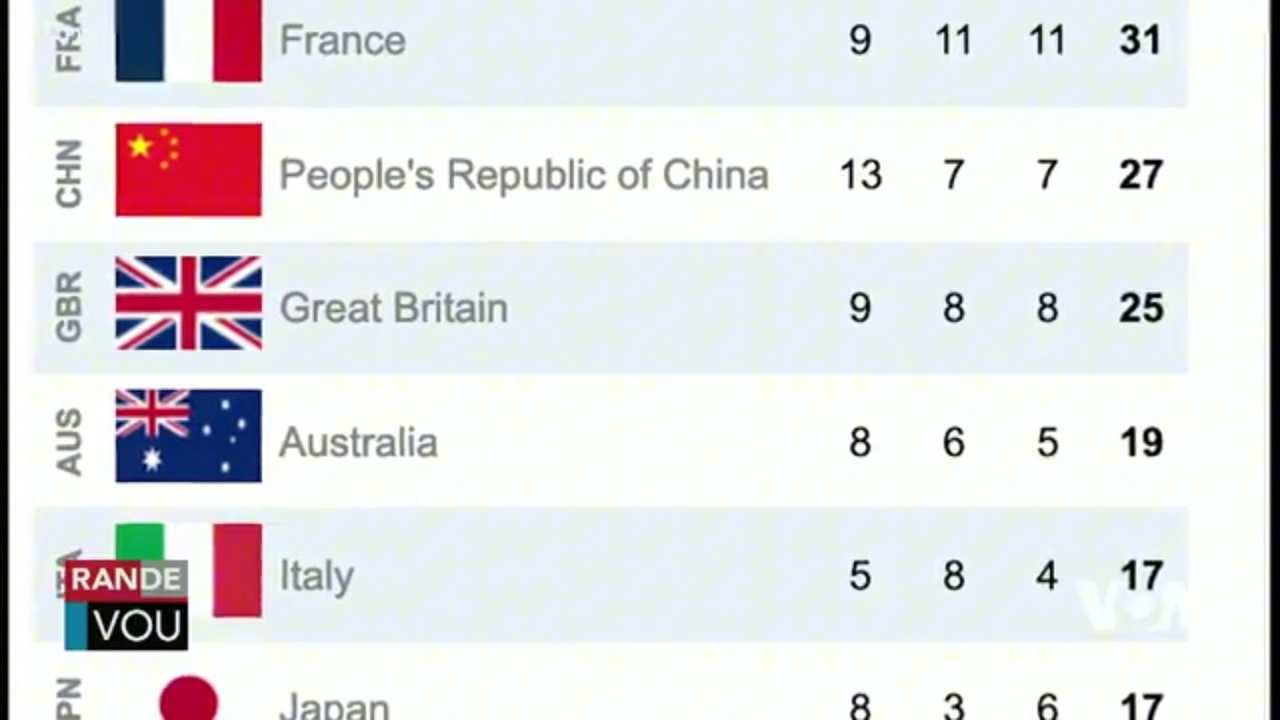 FRA France 9 11 11 31
CHN People's Republic of China 13 7 7 27
GBR Great Britain 9 8 8 25
AUS Australia 8 6 5 19
Italy 5 8 4 17
RANDE
VOU
VOA
Japan 8 3 6 17